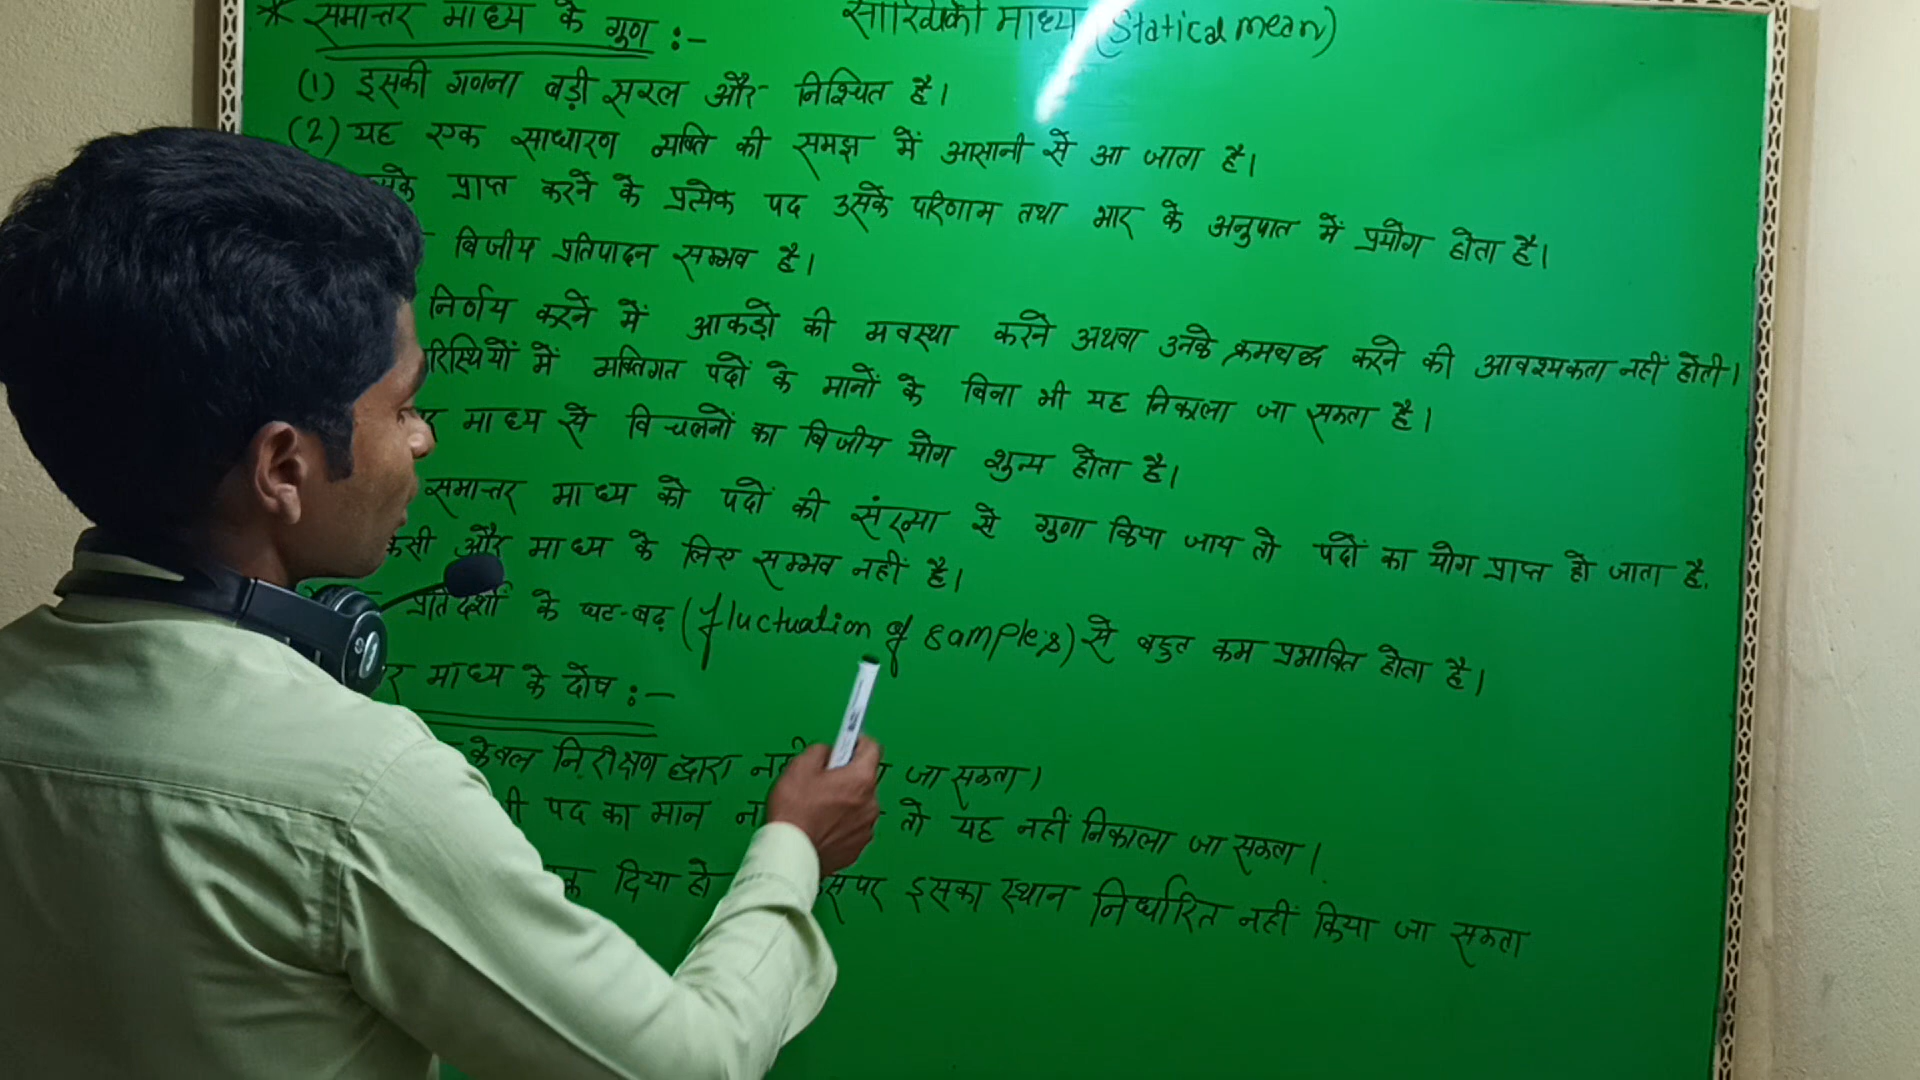 * समान्तर माध्य के गुण :-
सांख्यिकी माध्य (Statical mean)
(1) इसकी गणना बड़ी सरल और निश्चित है।
(2) यह एक साधारण व्यक्ति की समझ में आसानी से आ जाता है।
प्राप्त करने के प्रत्येक पद उसके परिणाम तथा भार के अनुपात में प्रयोग होता है।
बिजीय प्रतिपादन सम्भव है।
निर्णय करने में आकड़ो की मवस्था करने अथवा उनके क्रमबद्ध करने की आवश्यकता नहीं होती।
में व्यक्तिगत पदों के मानों के बिना भी यह निकाला जा सकता है।
माध्य से विचलनों का बिजीय योग शुन्य होता है।
समान्तर माध्य को पदों की संख्या से गुणा किया जाय तो पदों का योग प्राप्त हो जाता है.
और माध्य के लिए सम्भव नहीं है।
प्रतिदर्शो के घट-बढ़ (fluctuation of samples) से बहुत कम प्रभावित होता है।
माध्य के दोष :-
केवल निरीक्षण द्वारा जा सकता।
पद का मान तो यह नहीं निकाला जा सकता।
दिया हो इसका स्थान निर्धारित नहीं किया जा सकता